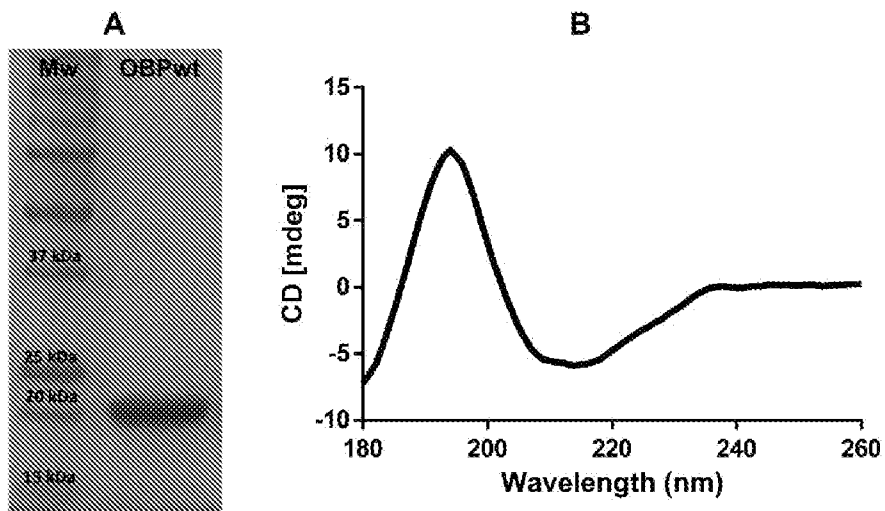 A
Mw OBPwt
37 kDa
25 kDa
20 kDa
15 kDa
B
CD [mdeg]
15
10
5
0
-5
-10
180 200 220 240 260
Wavelength (nm)